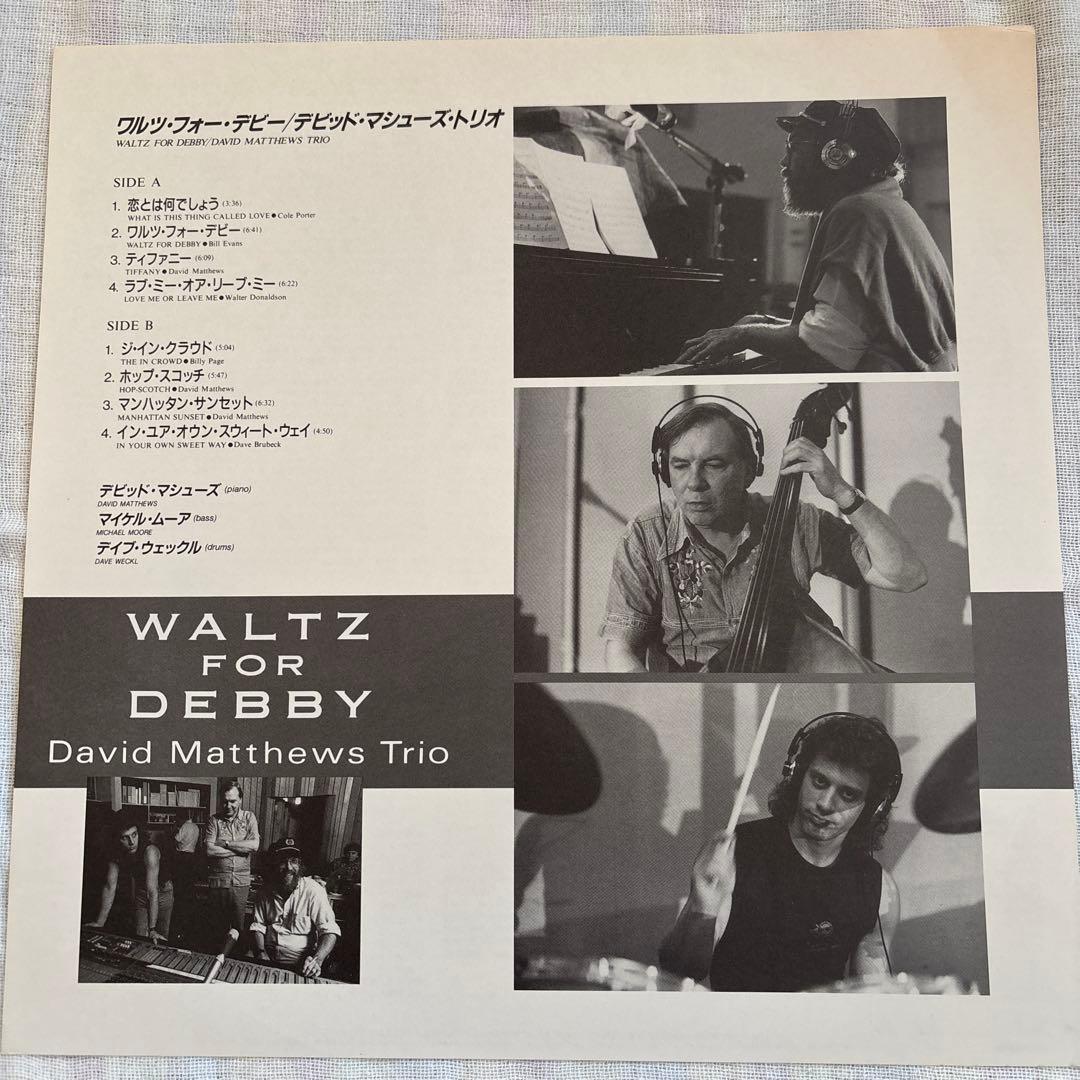 ワルツ・フォー・デビー/デビッド・マシューズ・トリオ
WALTZ FOR DEBBY/DAVID MATTHEWS TRIO
SIDE A
1. 恋とは何でしょう (3:36)
WHAT IS THIS THING CALLED LOVE●Cole Porter
2. ワルツ・フォー・デビー (6:41)
WALTZ FOR DEBBY●Bill Evans
3. ティファニー (6:09)
TIFFANY●David Matthews
4. ラブ・ミー・オア・リーブ・ミー (6:22)
LOVE ME OR LEAVE ME●Walter Donaldson
SIDE B
1. ジ・イン・クラウド (5:04)
THE IN CROWD●Billy Page
2. ホップ・スコッチ (5:47)
HOP-SCOTCH●David Matthews
3. マンハッタン・サンセット (6:32)
MANHATTAN SUNSET●David Matthews
4. イン・ユア・オウン・スウィート・ウェイ (4:50)
IN YOUR OWN SWEET WAY●Dave Brubeck
デビッド・マシューズ (piano)
DAVID MATTHEWS
マイケル・ムーア (bass)
MICHAEL MOORE
デイブ・ウェックル (drums)
DAVE WECKL
WALTZ
FOR
DEBBY
David Matthews Trio